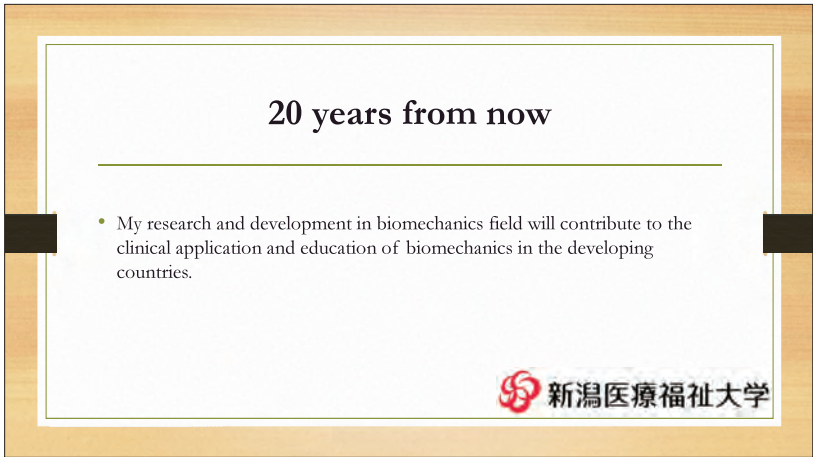 20 years from now
• My research and development in biomechanics field will contribute to the
clinical application and education of biomechanics in the developing
countries.
新潟医療福祉大学